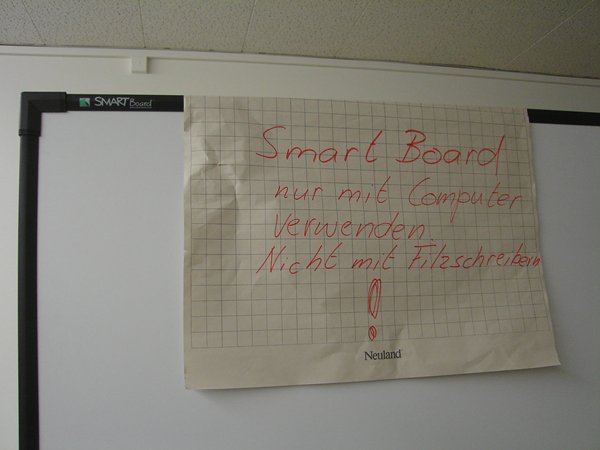 SMART Board
Smart Board
nur mit Computer
verwenden.
Nicht mit Filzschreibern
!
Neuland